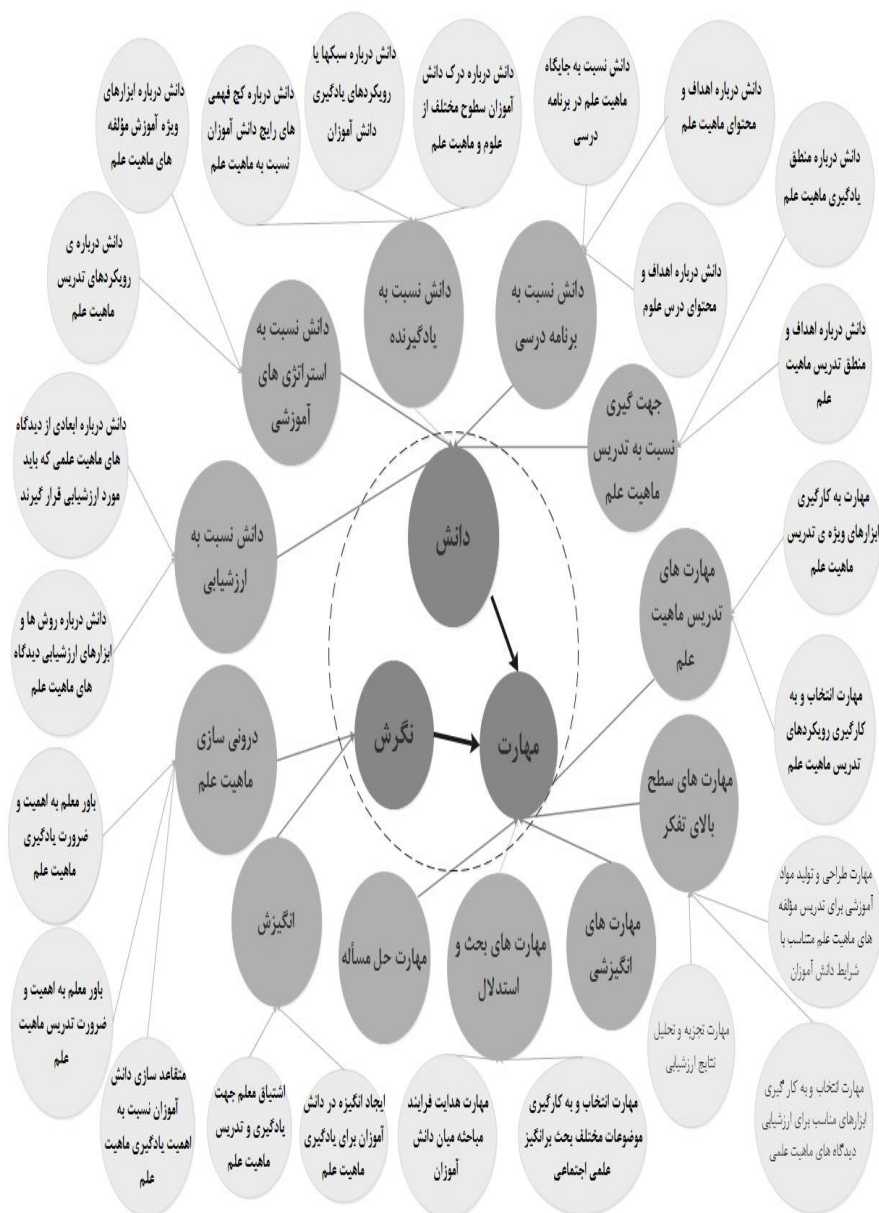 دانش درباره اهداف و
محتوای ماهیت علم
دانش نسبت به جایگاه
ماهیت علم در برنامه
درسی
دانش درباره درک دانش
آموزان سطوح مختلف از
علوم و ماهیت علم
دانش درباره سبکها یا
رویکردهای یادگیری
دانش آموزان
دانش درباره کج فهمی
های رایج دانش آموزان
نسبت به ماهیت علم
دانش درباره ابزارهای
ویژه آموزش مؤلفه
های ماهیت علم
دانش درباره منطق
یادگیری ماهیت علم
دانش درباره اهداف و
محتوای درس علوم
دانش درباره ی
رویکردهای تدریس
ماهیت علم
دانش درباره اهداف و
منطق تدریس ماهیت
علم
دانش نسبت به
برنامه درسی
دانش نسبت به
یادگیرنده
دانش نسبت به
استراتژی های
آموزشی
جهت گیری
نسبت به تدریس
ماهیت علم
دانش درباره ابعادی از دیدگاه
های ماهیت علمی که باید
مورد ارزشیابی قرار گیرند
دانش
مهارت به کارگیری
ابزارهای ویژه ی تدریس
ماهیت علم
دانش نسبت به
ارزشیابی
مهارت های
تدریس ماهیت
علم
دانش درباره روش ها و
ابزارهای ارزشیابی دیدگاه
های ماهیت علم
مهارت انتخاب و به
کارگیری رویکردهای
تدریس ماهیت علم
درونی سازی
ماهیت علم
نگرش
مهارت
مهارت های سطح
بالای تفکر
باور معلم به اهمیت و
ضرورت یادگیری
ماهیت علم
مهارت طراحی و تولید مواد
آموزشی برای تدریس مؤلفه
های ماهیت علم متناسب با
شرایط دانش آموزان
انگیزش
مهارت حل مسأله
مهارت های بحث و
استدلال
مهارت های
انگیزشی
باور معلم به اهمیت و
ضرورت تدریس ماهیت
علم
مهارت تجزیه و تحلیل
نتایج ارزشیابی
متقاعد سازی دانش
آموزان نسبت به
اهمیت یادگیری ماهیت
علم
اشتیاق معلم جهت
یادگیری و تدریس
ماهیت علم
ایجاد انگیزه در دانش
آموزان برای یادگیری
ماهیت علم
مهارت هدایت فرایند
مباحثه میان دانش
آموزان
مهارت انتخاب و به کارگیری
موضوعات مختلف بحث برانگیز
علمی اجتماعی
مهارت انتخاب و به کار گیری
ابزارهای مناسب برای ارزشیابی
دیدگاه های ماهیت علمی